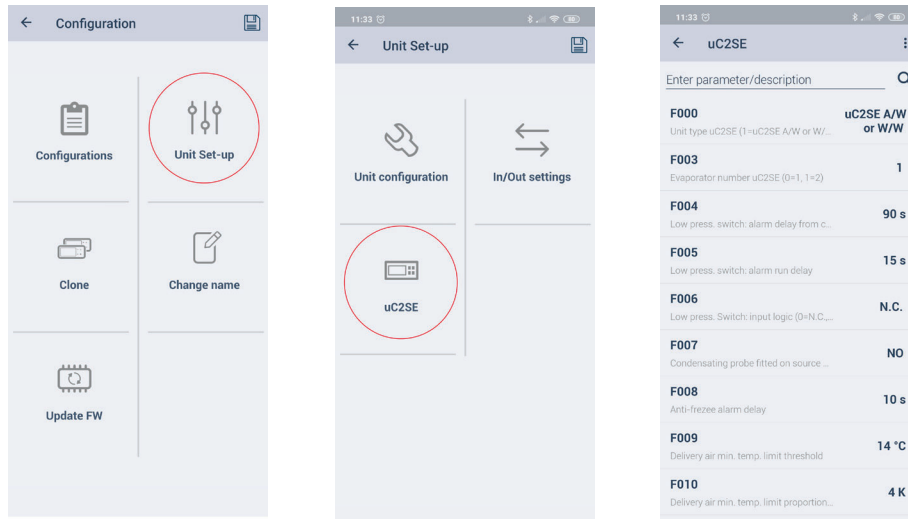 Configuration
Configurations
Unit Set-up
Clone
Change name
Update FW
11:33
88
Unit Set-up
Unit configuration
In/Out settings
uC2SE
11:33
88
uC2SE
Enter parameter/description
F000
Unit type uC2SE (1=uC2SE A/W or W/...
uC2SE A/W
or W/W
F003
Evaporator number uC2SE (0=1, 1=2)
1
F004
Low press. switch: alarm delay from c...
90 s
F005
Low press. switch: alarm run delay
15 s
F006
Low press. Switch: input logic (0=N.C.,...
N.C.
F007
Condensating probe fitted on source ...
NO
F008
Anti-frezee alarm delay
10 s
F009
Delivery air min. temp. limit threshold
14 °C
F010
Delivery air min. temp. limit proportion...
4 K